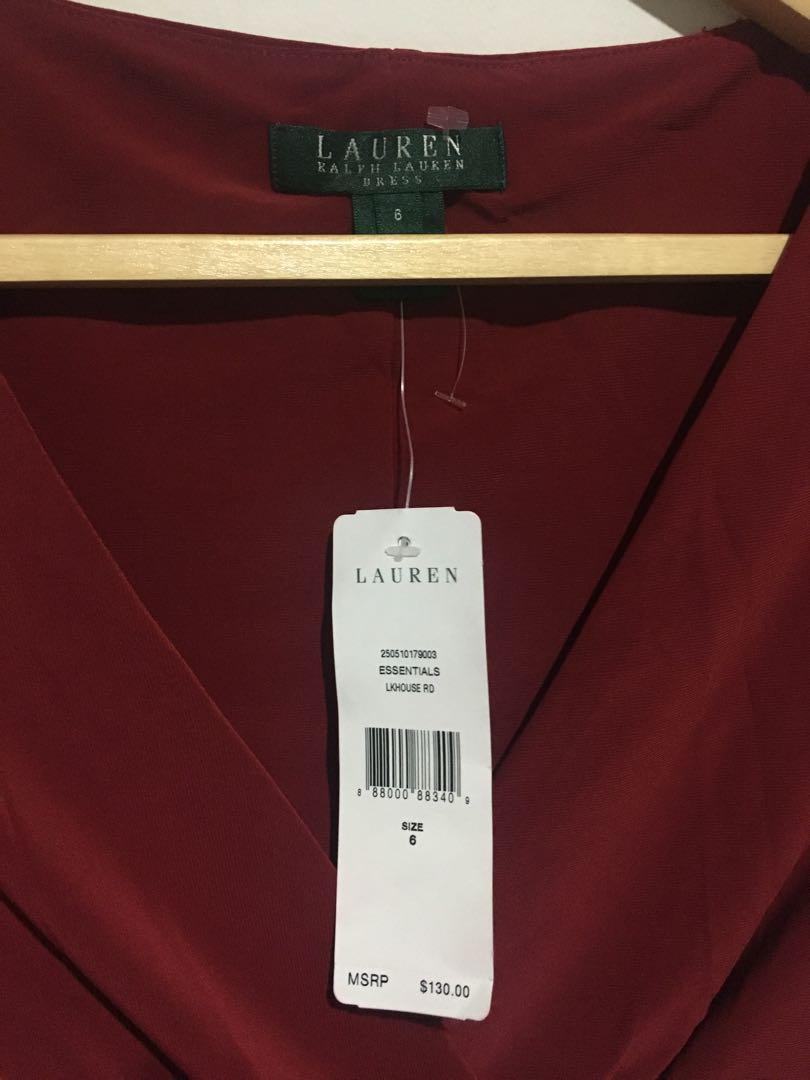 LAUREN
RALPH LAUREN
DRESS
6
LAUREN
250510179003
ESSENTIALS
LKHOUSE RD
8 88000 88340 9
SIZE
6
MSRP $130.00